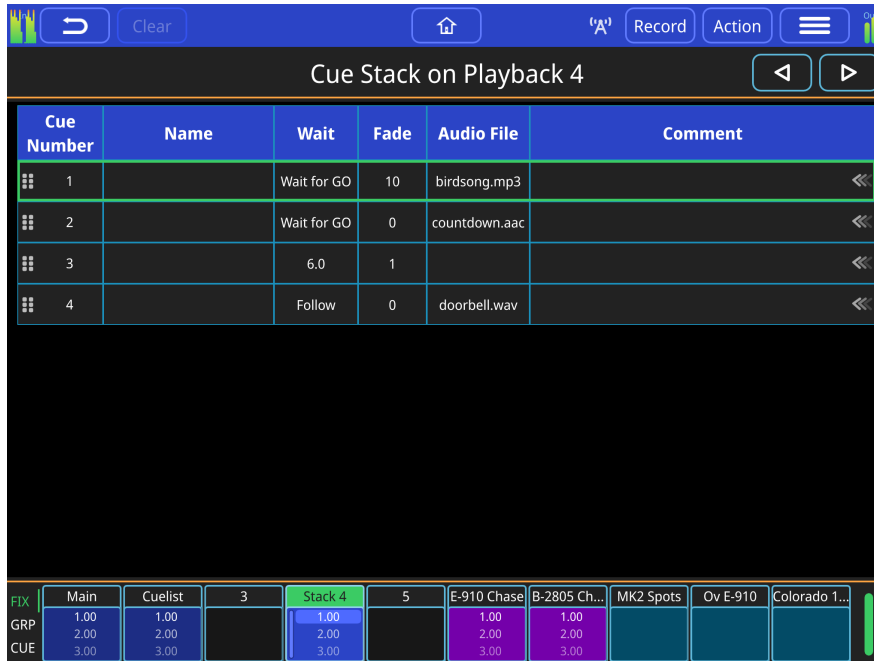 Clear
Record
Action
Cue Stack on Playback 4
Cue Number Name Wait Fade Audio File Comment
1 Wait for GO 10 birdsong.mp3
2 Wait for GO 0 countdown.aac
3 6.0 1
4 Follow 0 doorbell.wav
FIX
GRP
CUE
Main Cuelist 3 Stack 4 5 E-910 Chase B-2805 Ch... MK2 Spots Ov E-910 Colorado 1...
1.00 1.00 1.00 1.00 1.00
2.00 2.00 2.00 2.00 2.00
3.00 3.00 3.00 3.00 3.00